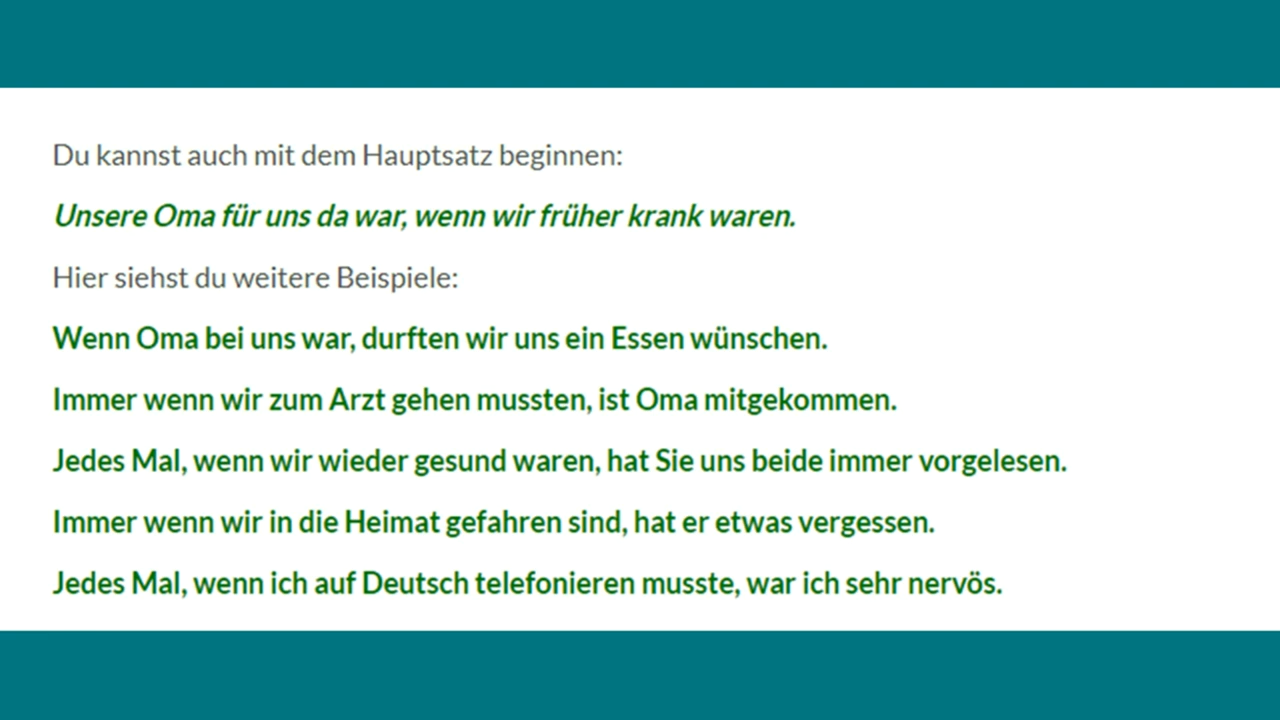 Du kannst auch mit dem Hauptsatz beginnen:
Unsere Oma für uns da war, wenn wir früher krank waren.
Hier siehst du weitere Beispiele:
Wenn Oma bei uns war, durften wir uns ein Essen wünschen.
Immer wenn wir zum Arzt gehen mussten, ist Oma mitgekommen.
Jedes Mal, wenn wir wieder gesund waren, hat Sie uns beide immer vorgelesen.
Immer wenn wir in die Heimat gefahren sind, hat er etwas vergessen.
Jedes Mal, wenn ich auf Deutsch telefonieren musste, war ich sehr nervös.